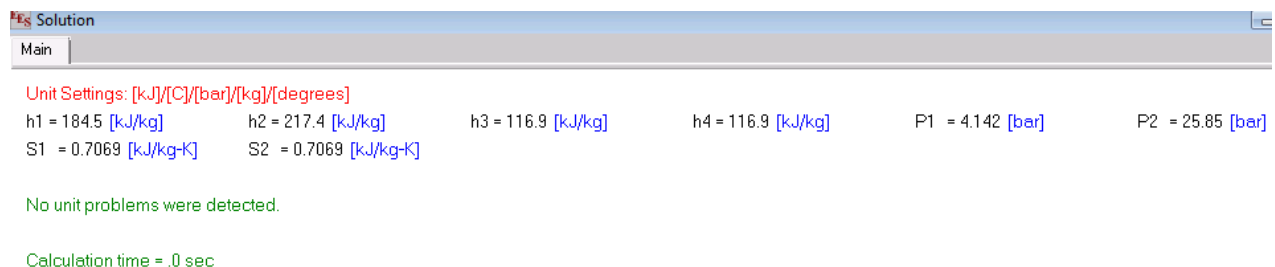 EES Solution
Main
Unit Settings: [kJ]/[C]/[bar]/[kg]/[degrees]
h1 = 184.5 [kJ/kg] h2 = 217.4 [kJ/kg] h3 = 116.9 [kJ/kg] h4 = 116.9 [kJ/kg] P1 = 4.142 [bar] P2 = 25.85 [bar]
S1 = 0.7069 [kJ/kg-K] S2 = 0.7069 [kJ/kg-K]
No unit problems were detected.
Calculation time = .0 sec